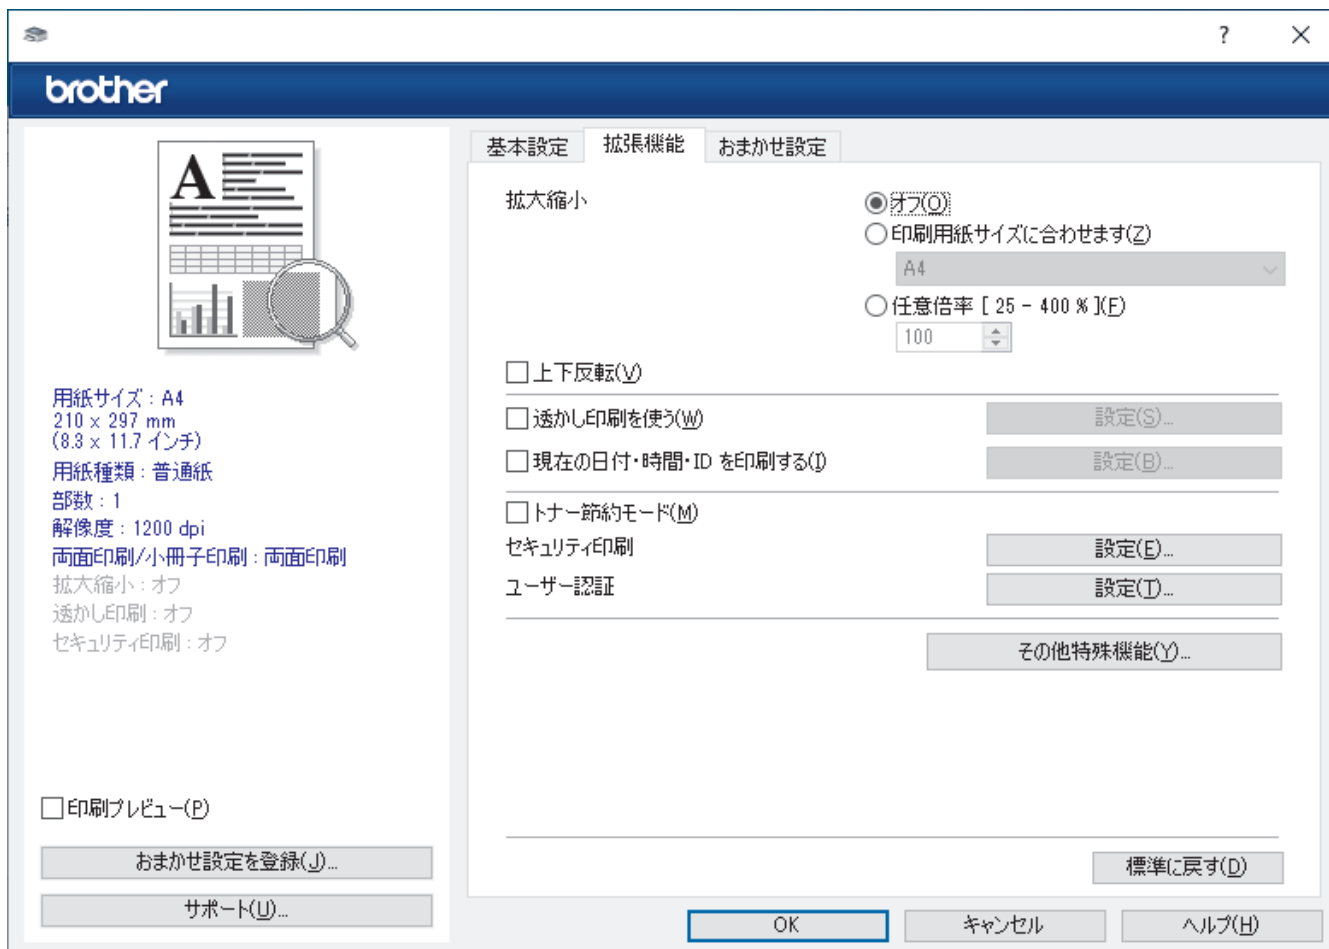 ?
brother
A
用紙サイズ : A4
210 x 297 mm
(8.3 x 11.7 インチ)
用紙種類 : 普通紙
部数 : 1
解像度 : 1200 dpi
両面印刷/小冊子印刷 : 両面印刷
拡大縮小 : オフ
透かし印刷 : オフ
セキュリティ印刷 : オフ
印刷プレビュー(P)
おまかせ設定を登録(J)...
サポート(U)...
基本設定 拡張機能 おまかせ設定
拡大縮小
オフ(O)
印刷用紙サイズに合わせます(Z)
A4
任意倍率 [ 25 - 400 % ](F)
100
上下反転(V)
透かし印刷を使う(W) 設定(S)...
現在の日付・時間・ID を印刷する(I) 設定(B)...
トナー節約モード(M)
セキュリティ印刷 設定(E)...
ユーザー認証 設定(T)...
その他特殊機能(Y)...
標準に戻す(D)
OK キャンセル ヘルプ(H)